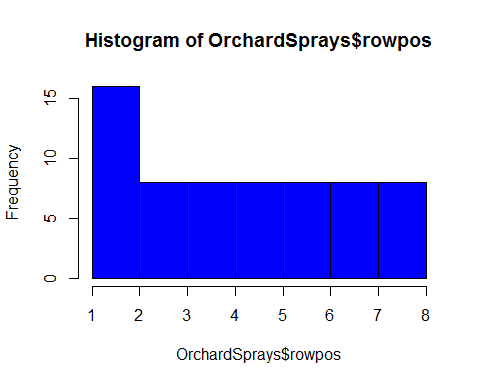 Histogram of OrchardSprays$rowpos
Frequency
15
10
5
0
1 2 3 4 5 6 7 8
OrchardSprays$rowpos